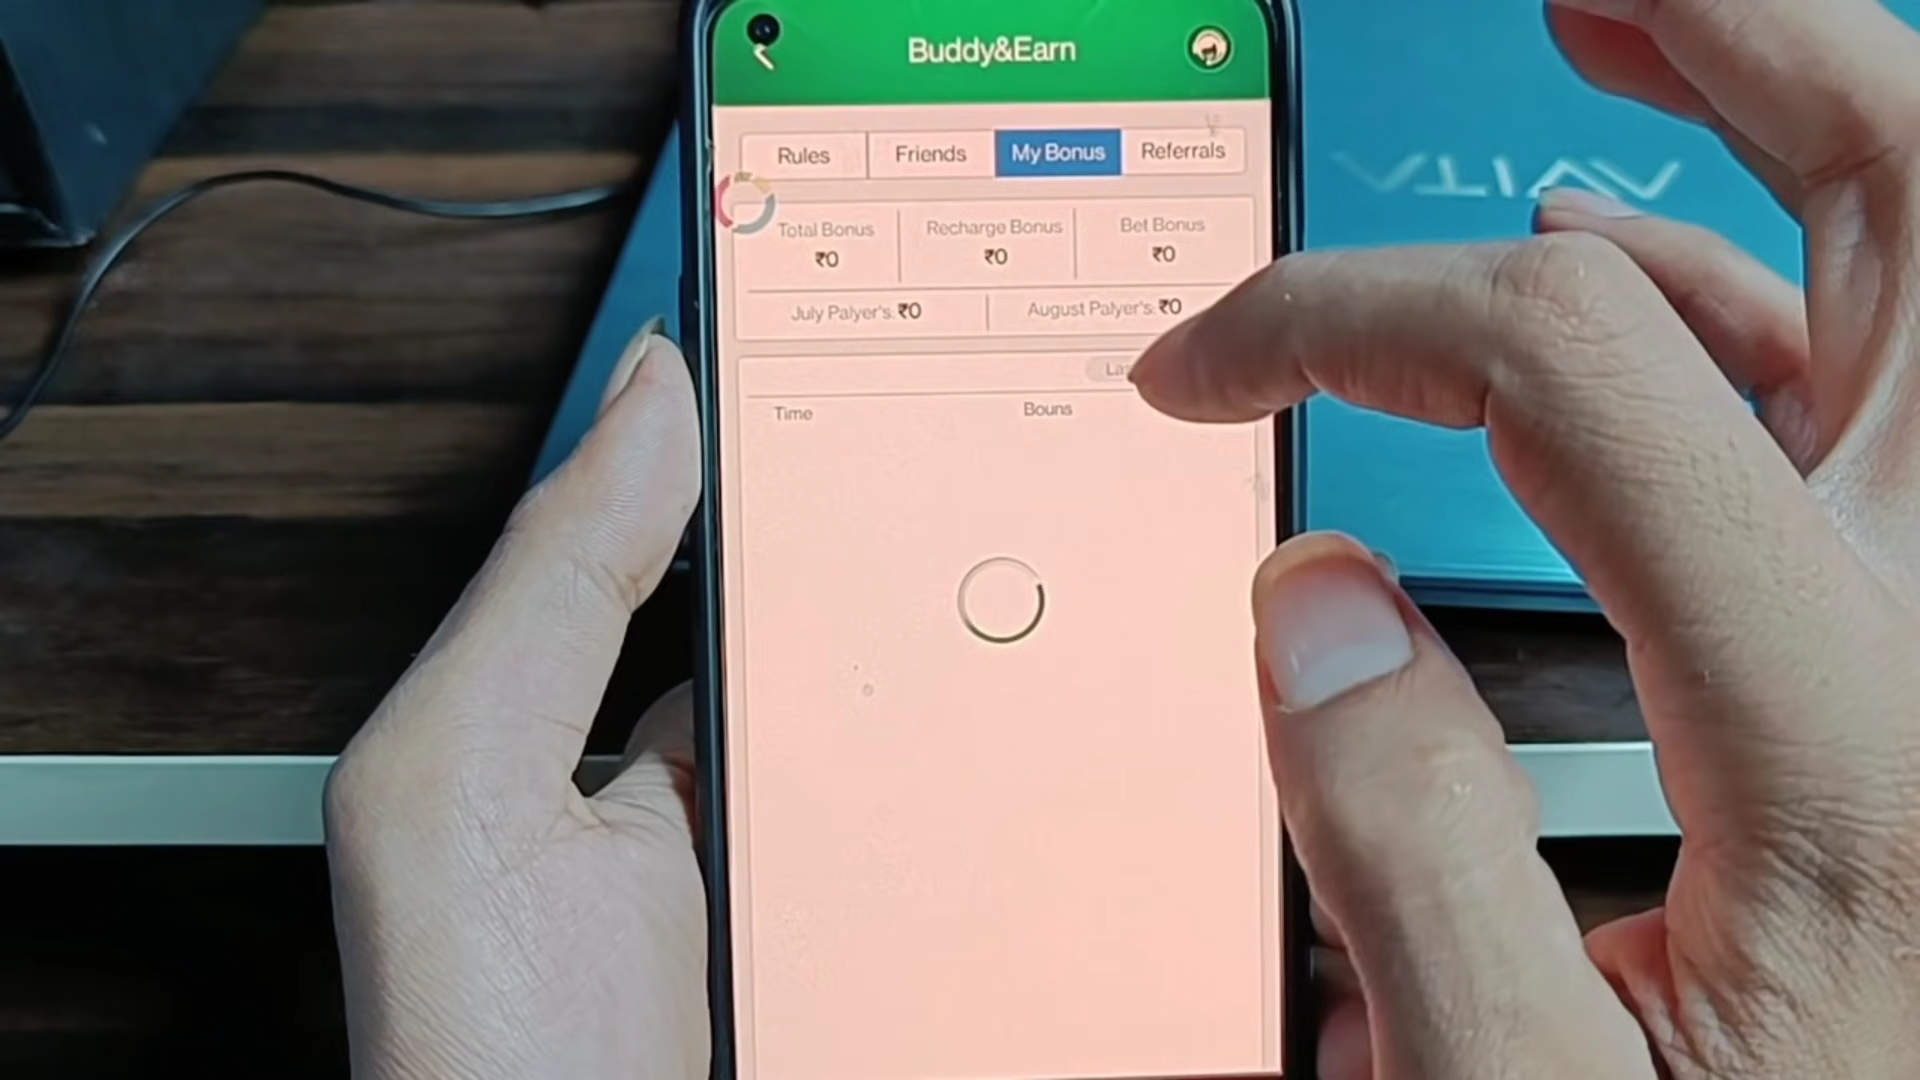 Buddy&Earn
Rules
Friends
My Bonus
Referrals
Total Bonus
Recharge Bonus
Bet Bonus
₹0
₹0
₹0
July Palyer's: ₹0
August Palyer's: ₹0
Time
Bouns
AVITA